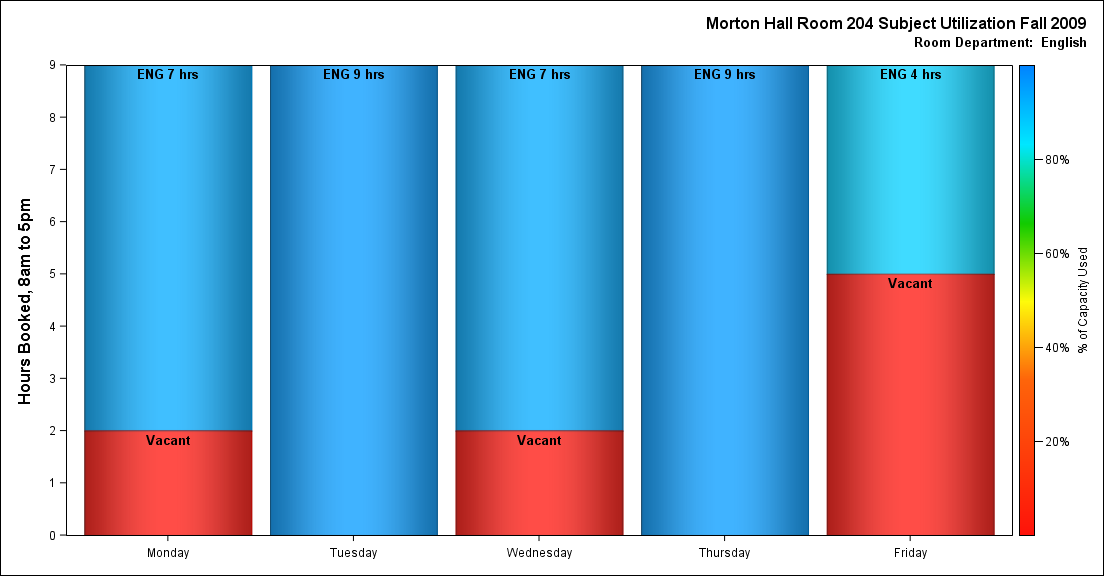 Morton Hall Room 204 Subject Utilization Fall 2009
Room Department:  English
Hours Booked, 8am to 5pm
9
8
7
6
5
4
3
2
1
0
ENG 7 hrs
Vacant
ENG 9 hrs
ENG 7 hrs
Vacant
ENG 9 hrs
ENG 4 hrs
Vacant
Monday
Tuesday
Wednesday
Thursday
Friday
80%
60%
40%
20%
% of Capacity Used